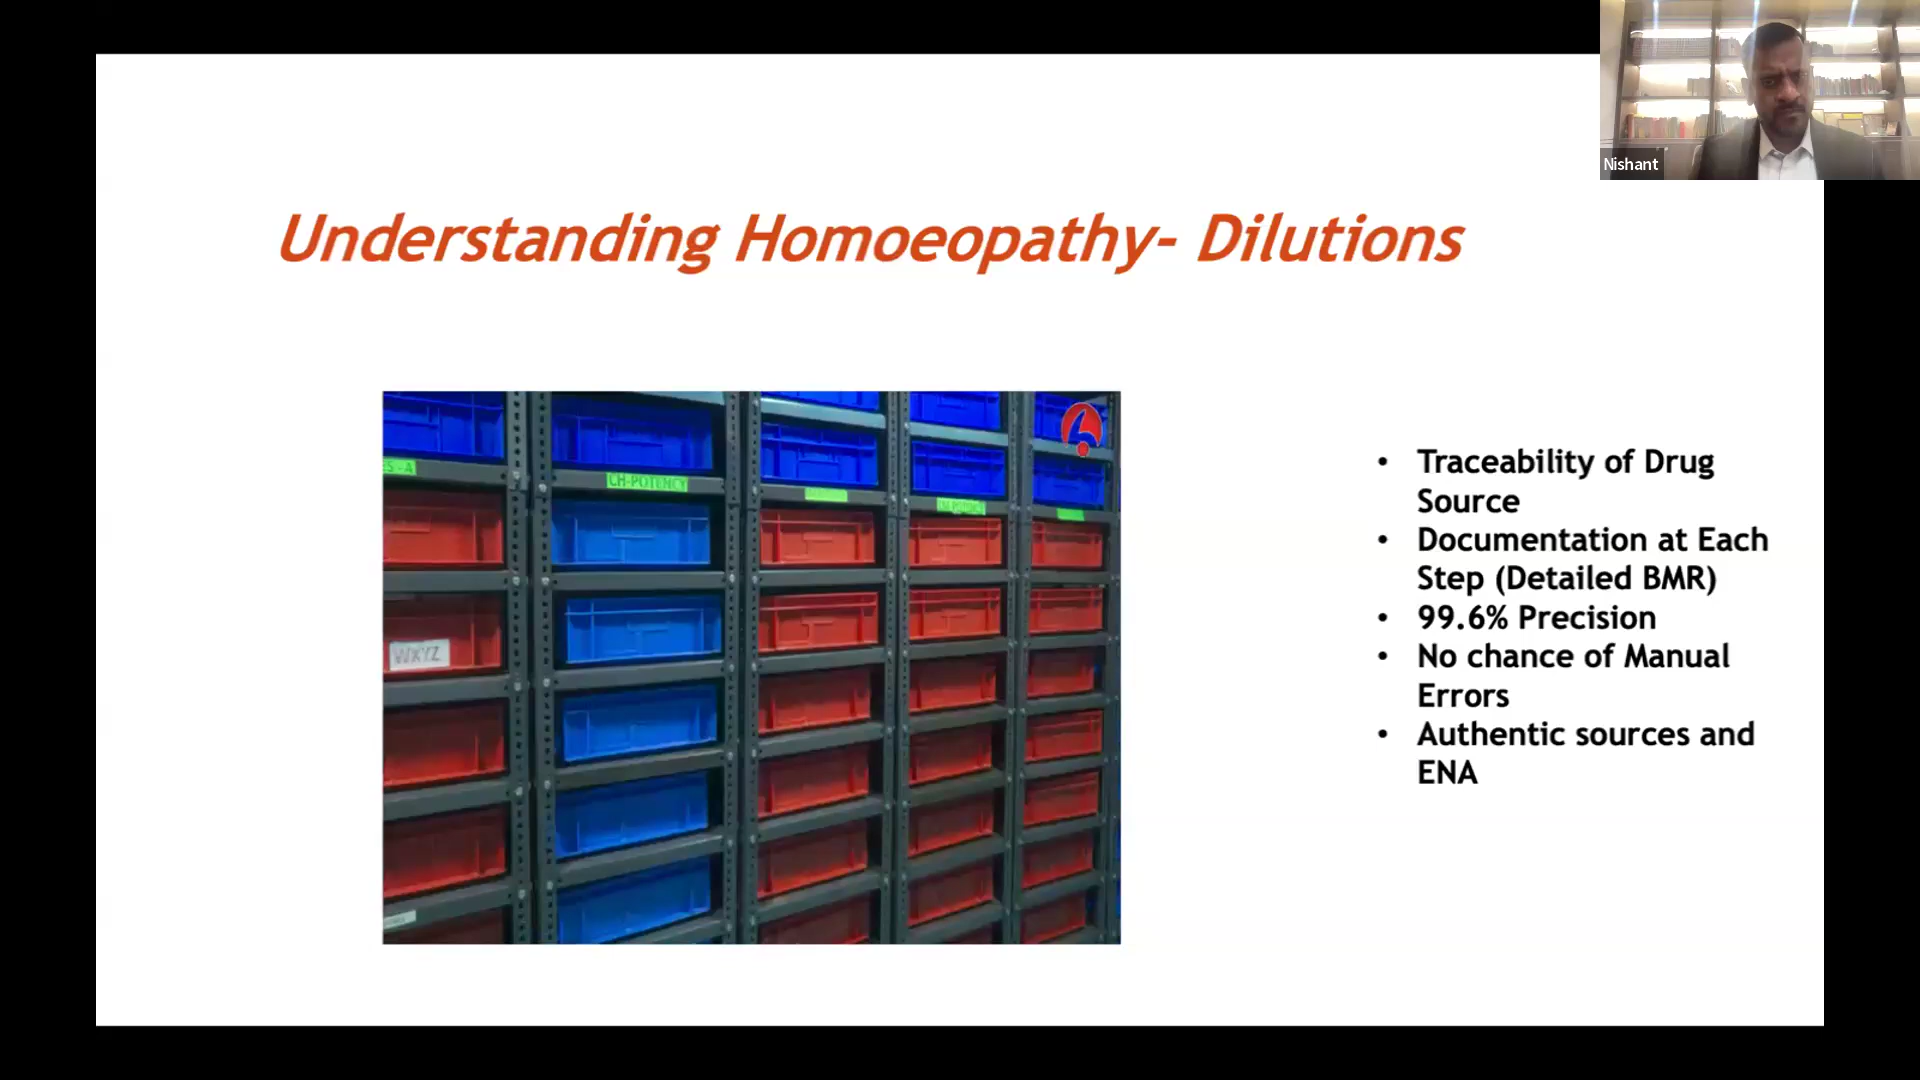 Nishant
Understanding Homoeopathy- Dilutions
CH-POTENCY
WXYZ
• Traceability of Drug
Source
• Documentation at Each
Step (Detailed BMR)
• 99.6% Precision
• No chance of Manual
Errors
• Authentic sources and
ENA